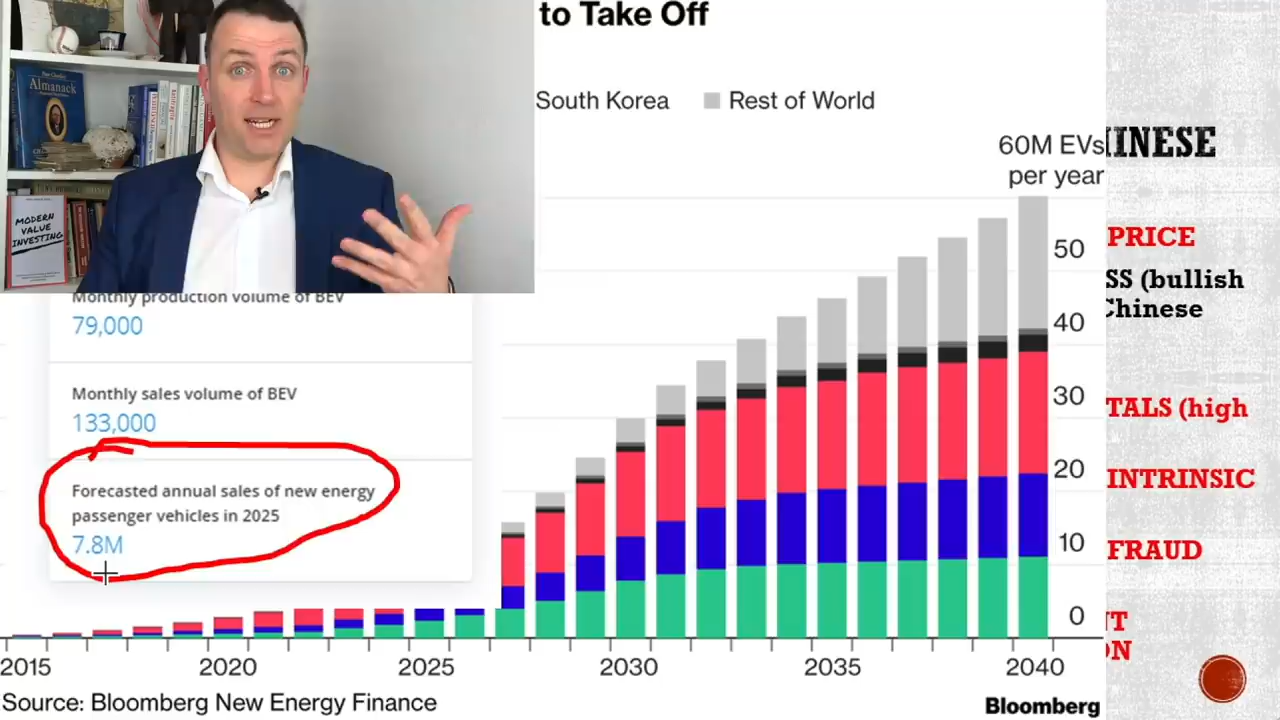 to Take Off
South Korea
Rest of World
60M EVs
per year
50
40
30
20
10
0
2015
2020
2025
2030
2035
2040
Source: Bloomberg New Energy Finance
Bloomberg
Almanack
MODERN
VALUE
INVESTING
Monthly production volume of BEV
79,000
Monthly sales volume of BEV
133,000
Forecasted annual sales of new energy
passenger vehicles in 2025
7.8M
INESE
PRICE
SS (bullish
Chinese
TALS (high
INTRINSIC
FRAUD
IT
ON